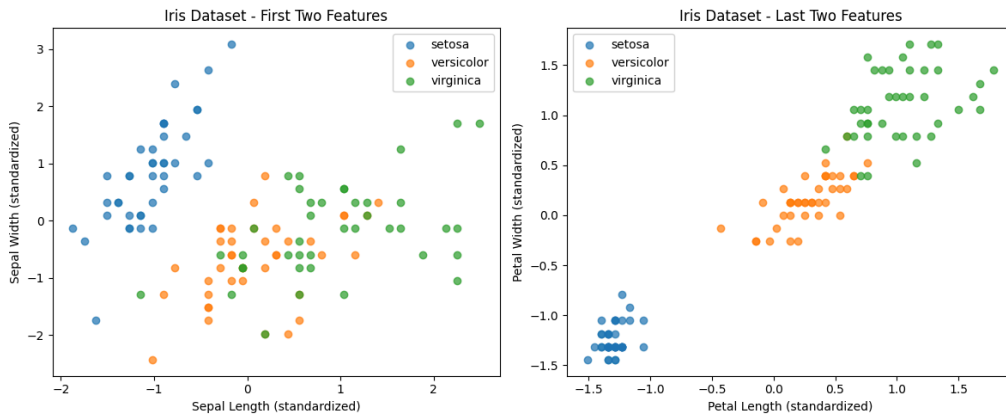 Iris Dataset - First Two Features
setosa
versicolor
virginica
3
2
1
0
−1
−2
Sepal Width (standardized)
−2
−1
0
1
2
Sepal Length (standardized)
Iris Dataset - Last Two Features
setosa
versicolor
virginica
1.5
1.0
0.5
0.0
−0.5
−1.0
−1.5
Petal Width (standardized)
−1.5
−1.0
−0.5
0.0
0.5
1.0
1.5
Petal Length (standardized)